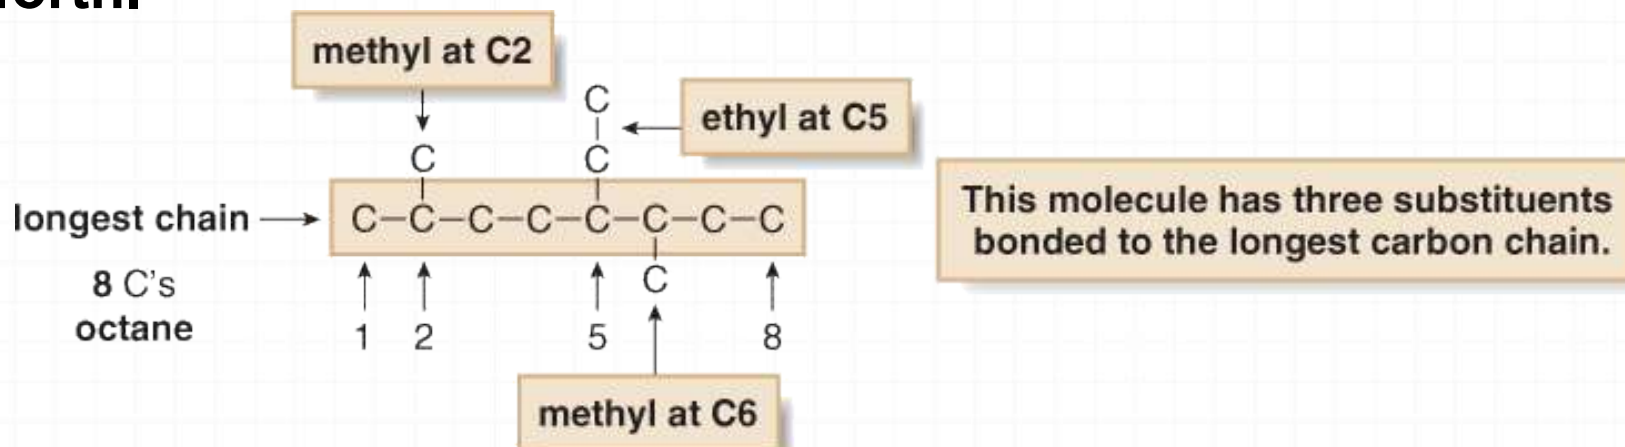 methyl at C2
C
ethyl at C5
C
C
longest chain
C–C–C–C–C–C–C–C
8 C's
octane
C
1 2 5 8
methyl at C6
This molecule has three substituents
bonded to the longest carbon chain.